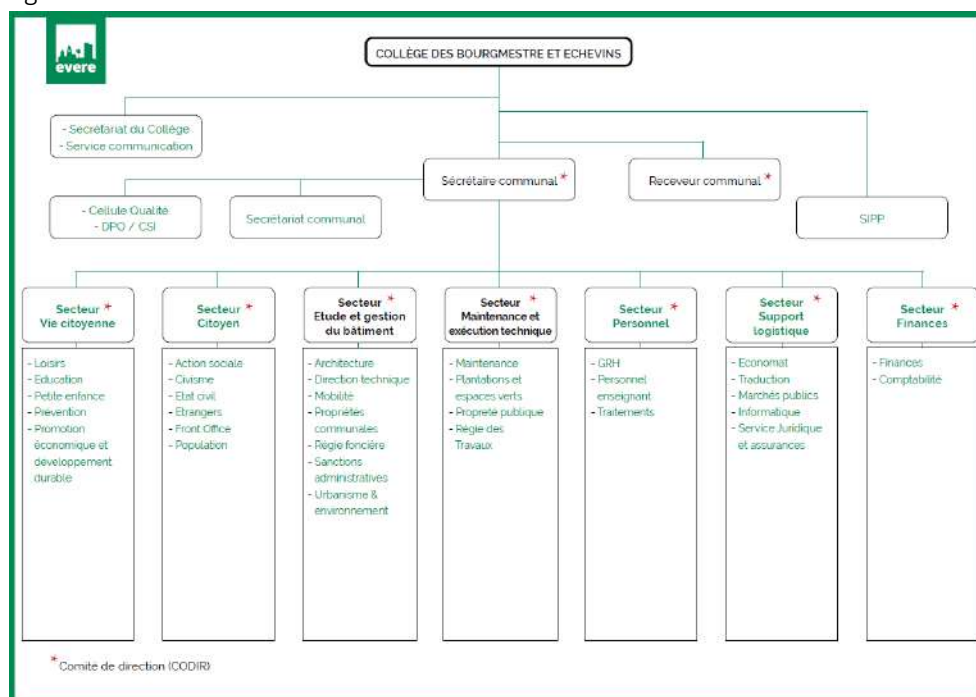 evere
COLLÈGE DES BOURGMESTRE ET ECHEVINS
- Secrétariat du Collège
- Service communication
Sécrétaire communal *
Receveur communal *
- Cellule Qualité
- DPO / CSI
Secrétariat communal
SIPP
Secteur *
Vie citoyenne
- Loisirs
- Education
- Petite enfance
- Prévention
- Promotion
économique et
développement
durable
Secteur *
Citoyen
- Action sociale
- Civisme
- Etat civil
- Etrangers
- Front Office
- Population
Secteur *
Etude et gestion
du bâtiment
- Architecture
- Direction technique
- Mobilité
- Propriétés
communales
- Régie foncière
- Sanctions
administratives
- Urbanisme &
environnement
Secteur *
Maintenance et
exécution technique
- Maintenance
- Plantations et
espaces verts
- Propreté publique
- Régie des
Travaux
Secteur *
Personnel
- GRH
- Personnel
enseignant
- Traitements
Secteur *
Support
logistique
- Economat
- Traduction
- Marchés publics
- Informatique
- Service Juridique
et assurances
Secteur *
Finances
- Finances
- Comptabilité
* Comité de direction (CODIR)